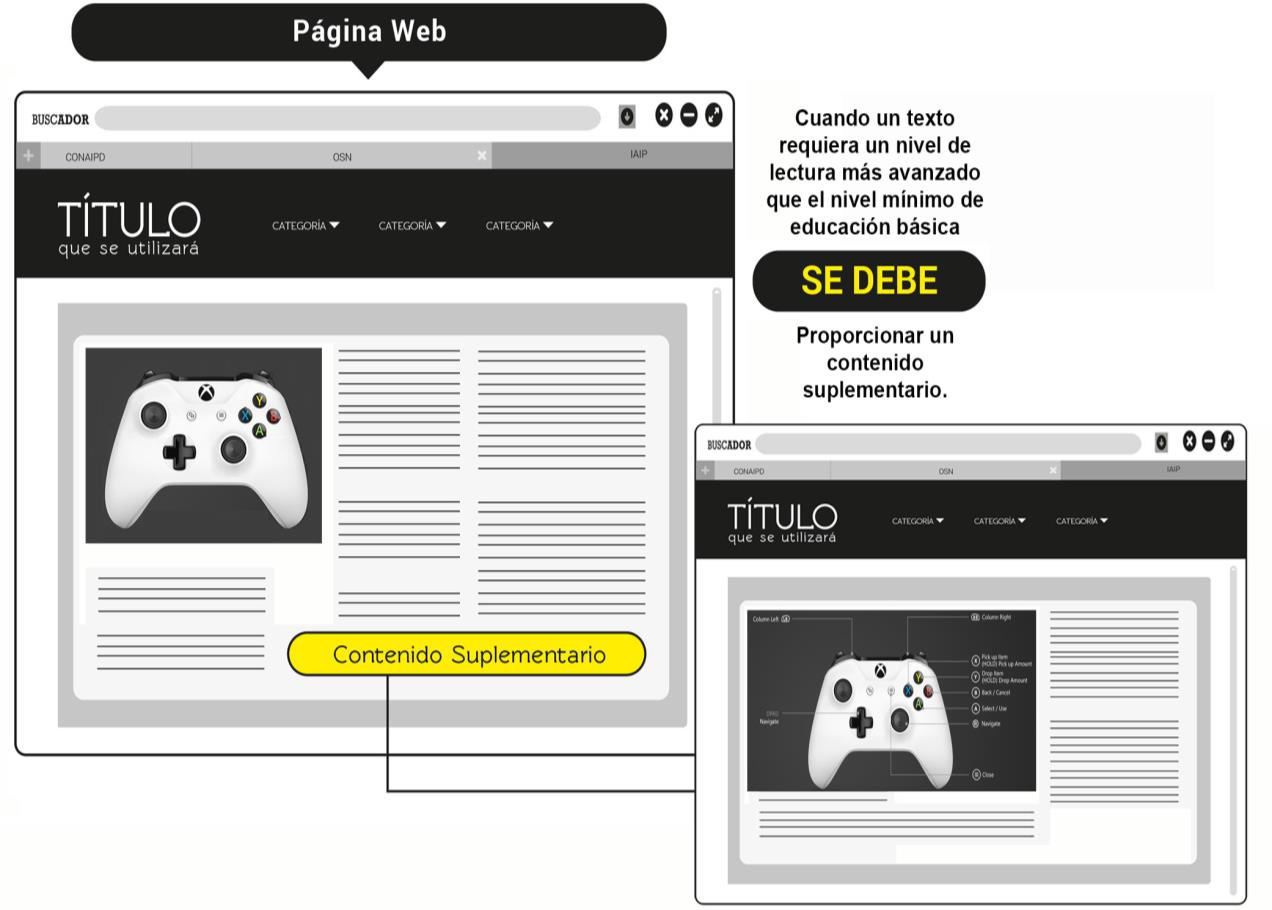 Página Web
BUSCADOR
CONAIPD
OSN
IAIP
TÍTULO
que se utilizará
CATEGORÍA
CATEGORÍA
CATEGORÍA
Y
X
B
A
Contenido Suplementario
Cuando un texto
requiera un nivel de
lectura más avanzado
que el nivel mínimo de
educación básica
SE DEBE
Proporcionar un
contenido
suplementario.
BUSCADOR
CONAIPD
OSN
IAIP
TÍTULO
que se utilizará
CATEGORÍA
CATEGORÍA
CATEGORÍA
Column Left
Column Right
Pick up Item
(HOLD) Pick up Amount
Y Drop Item
(HOLD) Drop Amount
B Back / Cancel
A Select / Use
Navigate
Close
DPAD
Navigate
Y
X
B
A